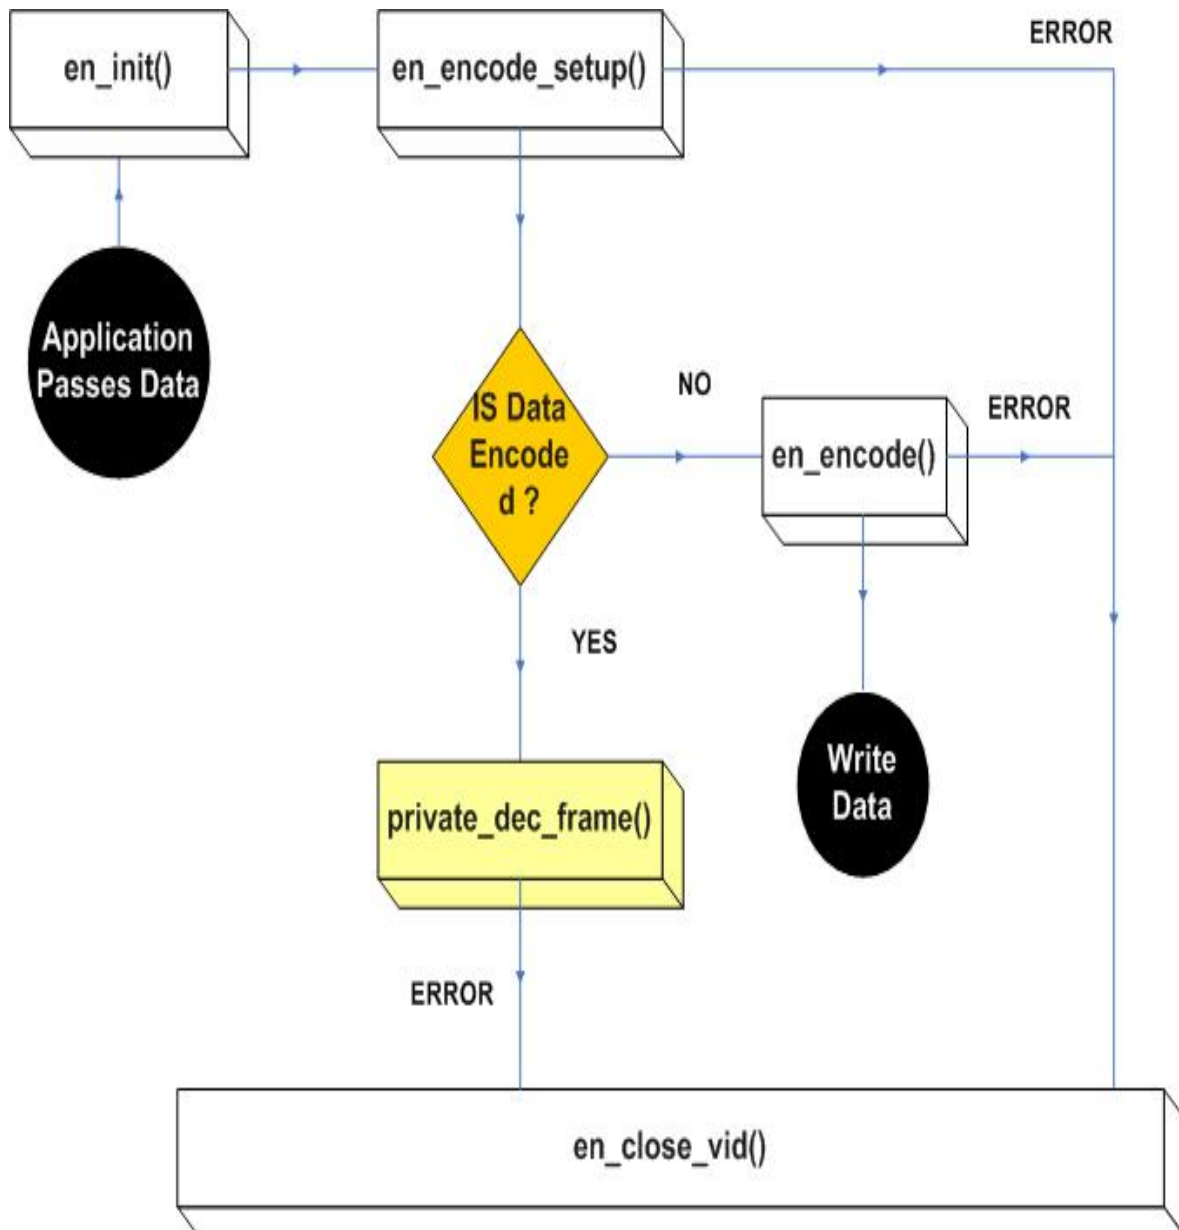 en_init()
en_encode_setup()
ERROR
Application
Passes Data
IS Data
Encode
d ?
NO
en_encode()
ERROR
YES
Write
Data
private_dec_frame()
ERROR
en_close_vid()